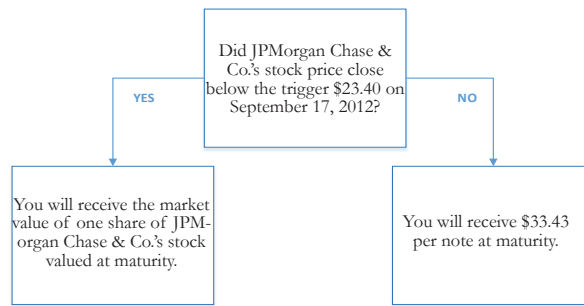 Did JPMorgan Chase &
Co.'s stock price close
below the trigger $23.40 on
September 17, 2012?
YES
NO
You will receive the market
value of one share of JPM-
organ Chase & Co.'s stock
valued at maturity.
You will receive $33.43
per note at maturity.